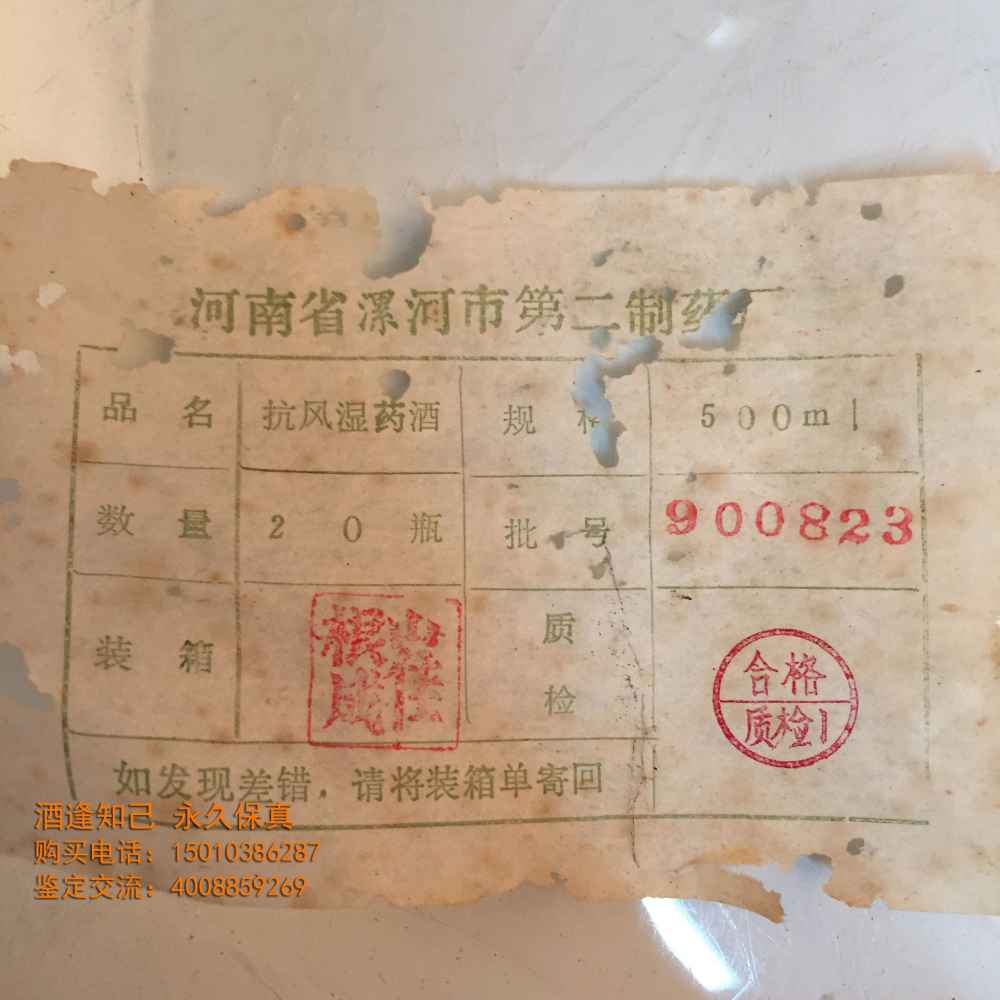 河南省漯河市第二制药厂
品名 抗风湿药酒 规格 500ml
数量 20瓶 批号 900823
装箱 质检
合格
质检1
如发现差错，请将装箱单寄回
酒逢知己 永久保真
购买电话：15010386287
鉴定交流：4008859269